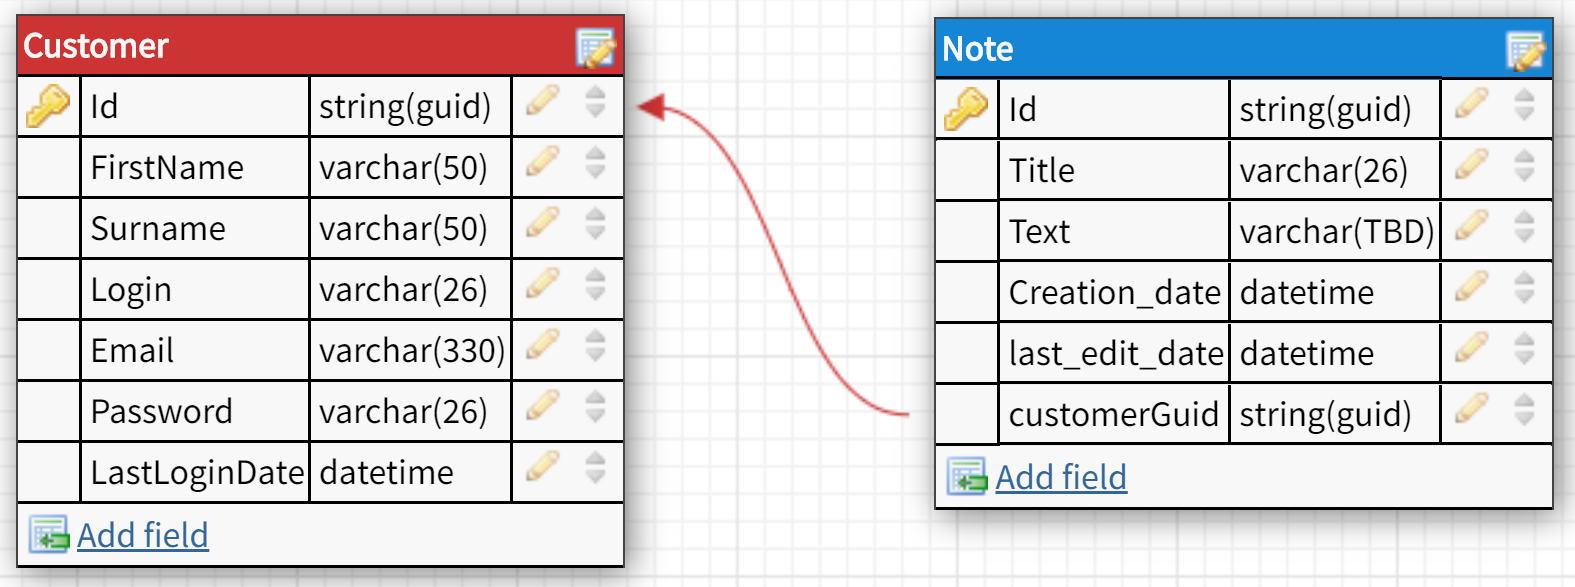 Customer
Id string(guid)
FirstName varchar(50)
Surname varchar(50)
Login varchar(26)
Email varchar(330)
Password varchar(26)
LastLoginDate datetime
Add field
Note
Id string(guid)
Title varchar(26)
Text varchar(TBD)
Creation_date datetime
last_edit_date datetime
customerGuid string(guid)
Add field